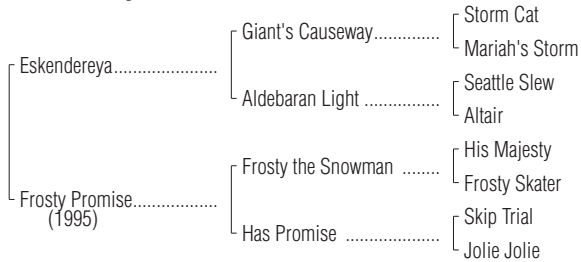 Storm Cat
Giant's Causeway..............
Mariah's Storm
Eskendereya......................
Seattle Slew
Aldebaran Light ................
Altair
His Majesty
Frosty the Snowman ........
Frosty Skater
Frosty Promise..................
(1995)
Skip Trial
Has Promise ....................
Jolie Jolie